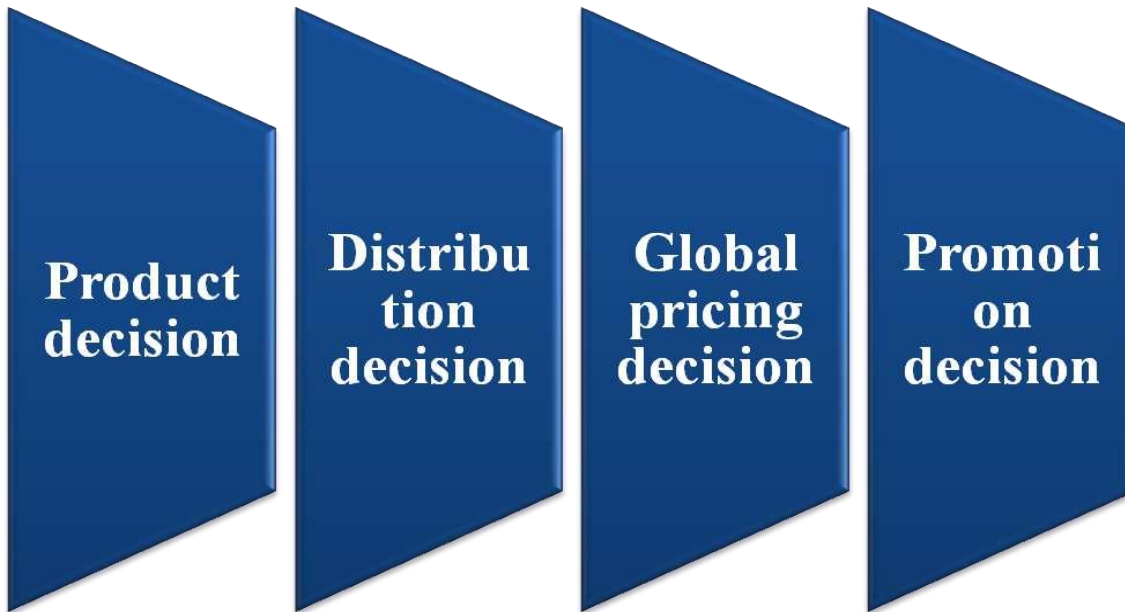 Product
decision
Distribu
tion
decision
Global
pricing
decision
Promoti
on
decision